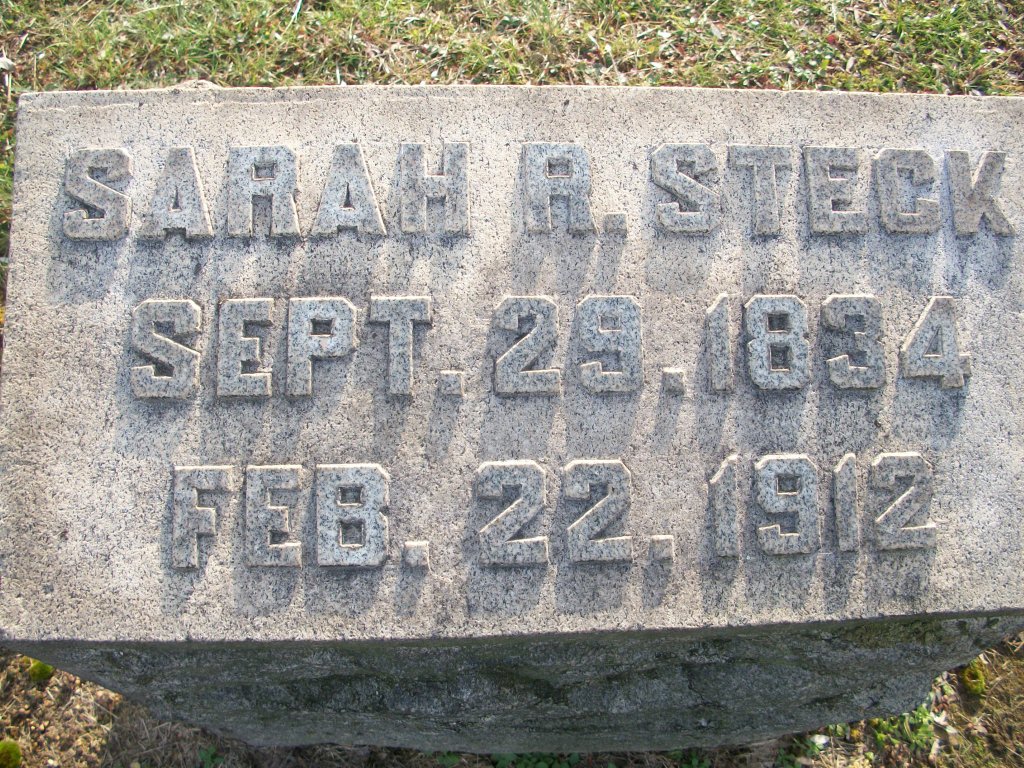 SARAH R. STECK
SEPT. 29. 1834
FEB. 22. 1912